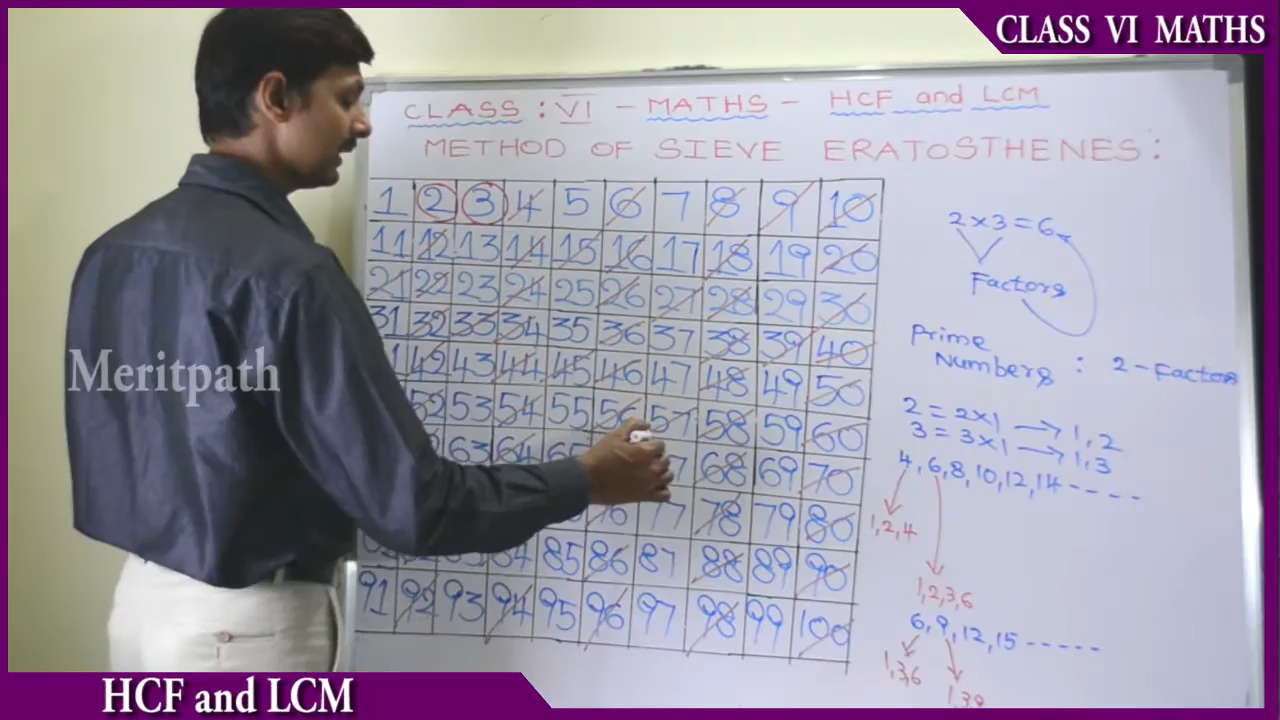 CLASS VI MATHS
CLASS : VI - MATHS - HCF and LCM
METHOD OF SIEVE ERATOSTHENES :
1 2 3 4 5 6 7 8 9 10
11 12 13 14 15 16 17 18 19 20
21 22 23 24 25 26 27 28 29 30
31 32 33 34 35 36 37 38 39 40
42 43 44 45 46 47 48 49 50
52 53 54 55 56 57 58 59 60
63 64 68 69 70
77 78 79 80
85 86 87 88 89 90
91 92 93 94 95 96 97 98 99 100
2 x 3 = 6
Factors
Prime
Numbers : 2 - Factors
2 = 2x1 → 1, 2
3 = 3x1 → 1, 3
4, 6, 8, 10, 12, 14 - - - -
1, 2, 4
1, 2, 3, 6
6, 9, 12, 15 - - - - -
1, 3, 6
1, 3, 9
Meritpath
HCF and LCM